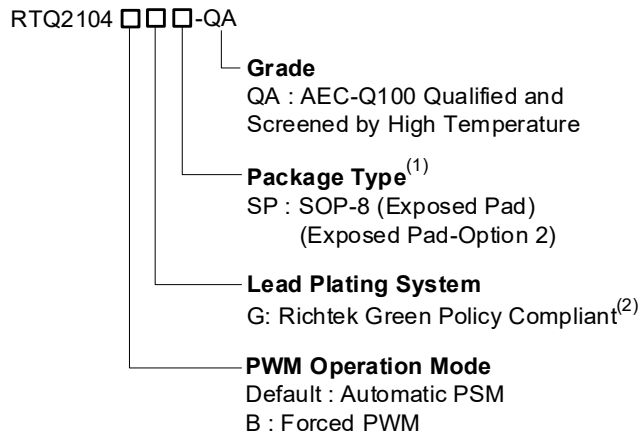 RTQ2104 □ □ □ -QA
Grade
QA : AEC-Q100 Qualified and
Screened by High Temperature
Package Type(1)
SP : SOP-8 (Exposed Pad)
(Exposed Pad-Option 2)
Lead Plating System
G: Richtek Green Policy Compliant(2)
PWM Operation Mode
Default : Automatic PSM
B : Forced PWM